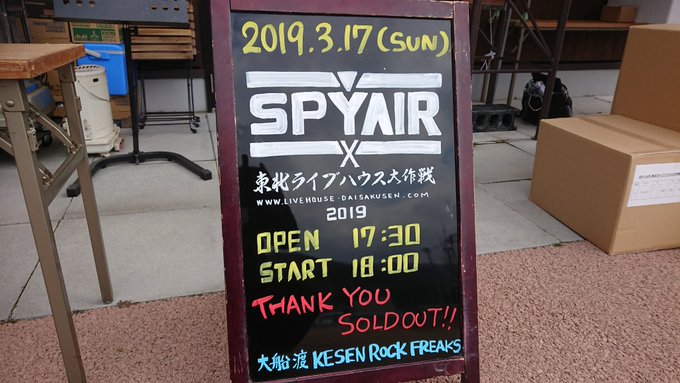 2019.3.17(SUN)
SPYAIR
X
東北ライブハウス大作戦
WWW.LIVEHOUSE-DAISAKUSEN.COM
2019
OPEN 17:30
START 18:00
THANK YOU
SOLDOUT!!
大船渡 KESEN ROCK FREAKS